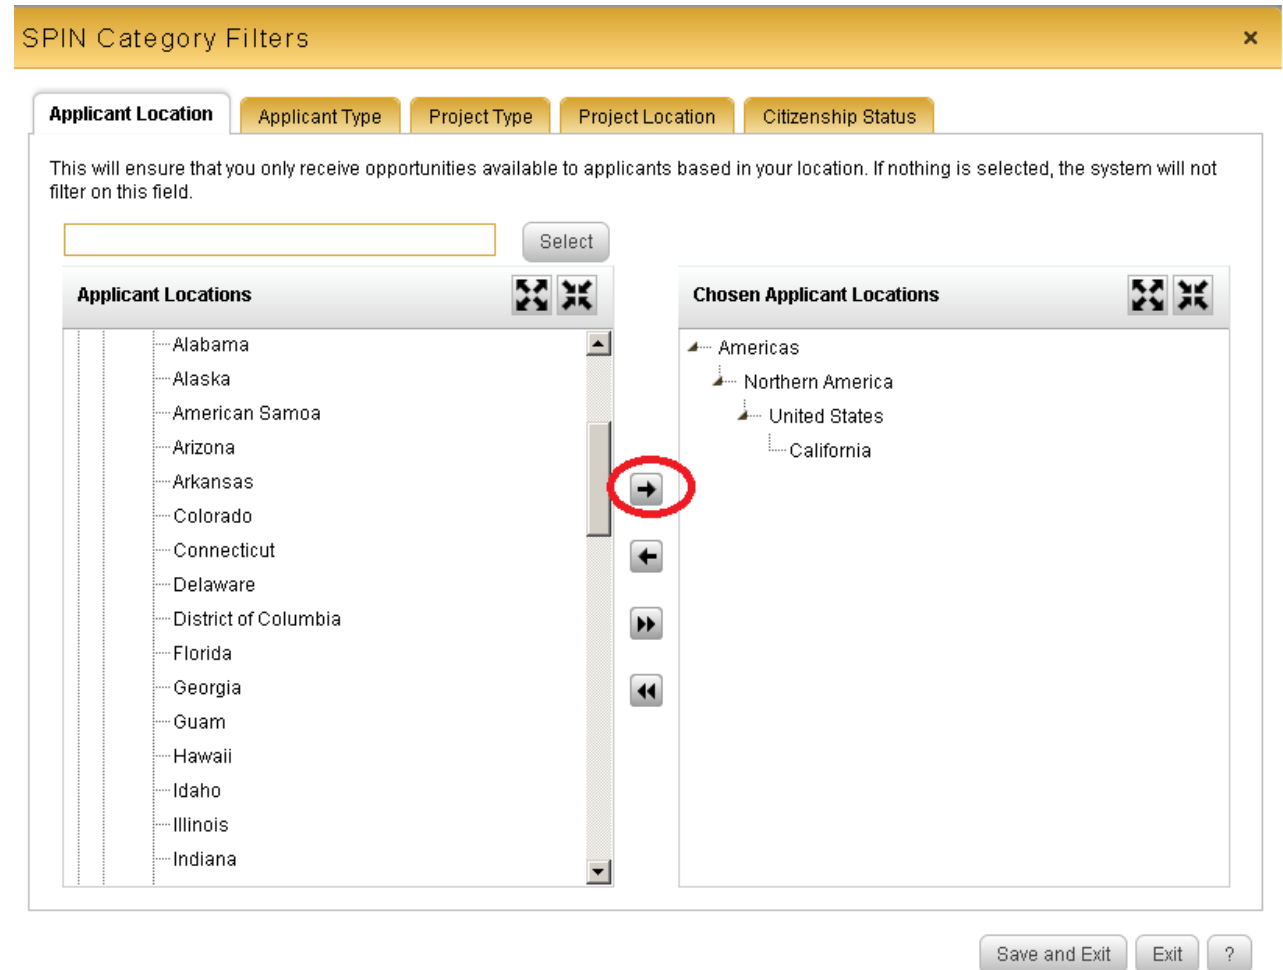 SPIN Category Filters
Applicant Location
Applicant Type
Project Type
Project Location
Citizenship Status
This will ensure that you only receive opportunities available to applicants based in your location. If nothing is selected, the system will not
filter on this field.
Select
Applicant Locations
Alabama
Alaska
American Samoa
Arizona
Arkansas
Colorado
Connecticut
Delaware
District of Columbia
Florida
Georgia
Guam
Hawaii
Idaho
Illinois
Indiana
Chosen Applicant Locations
Americas
Northern America
United States
California
Save and Exit
Exit
?